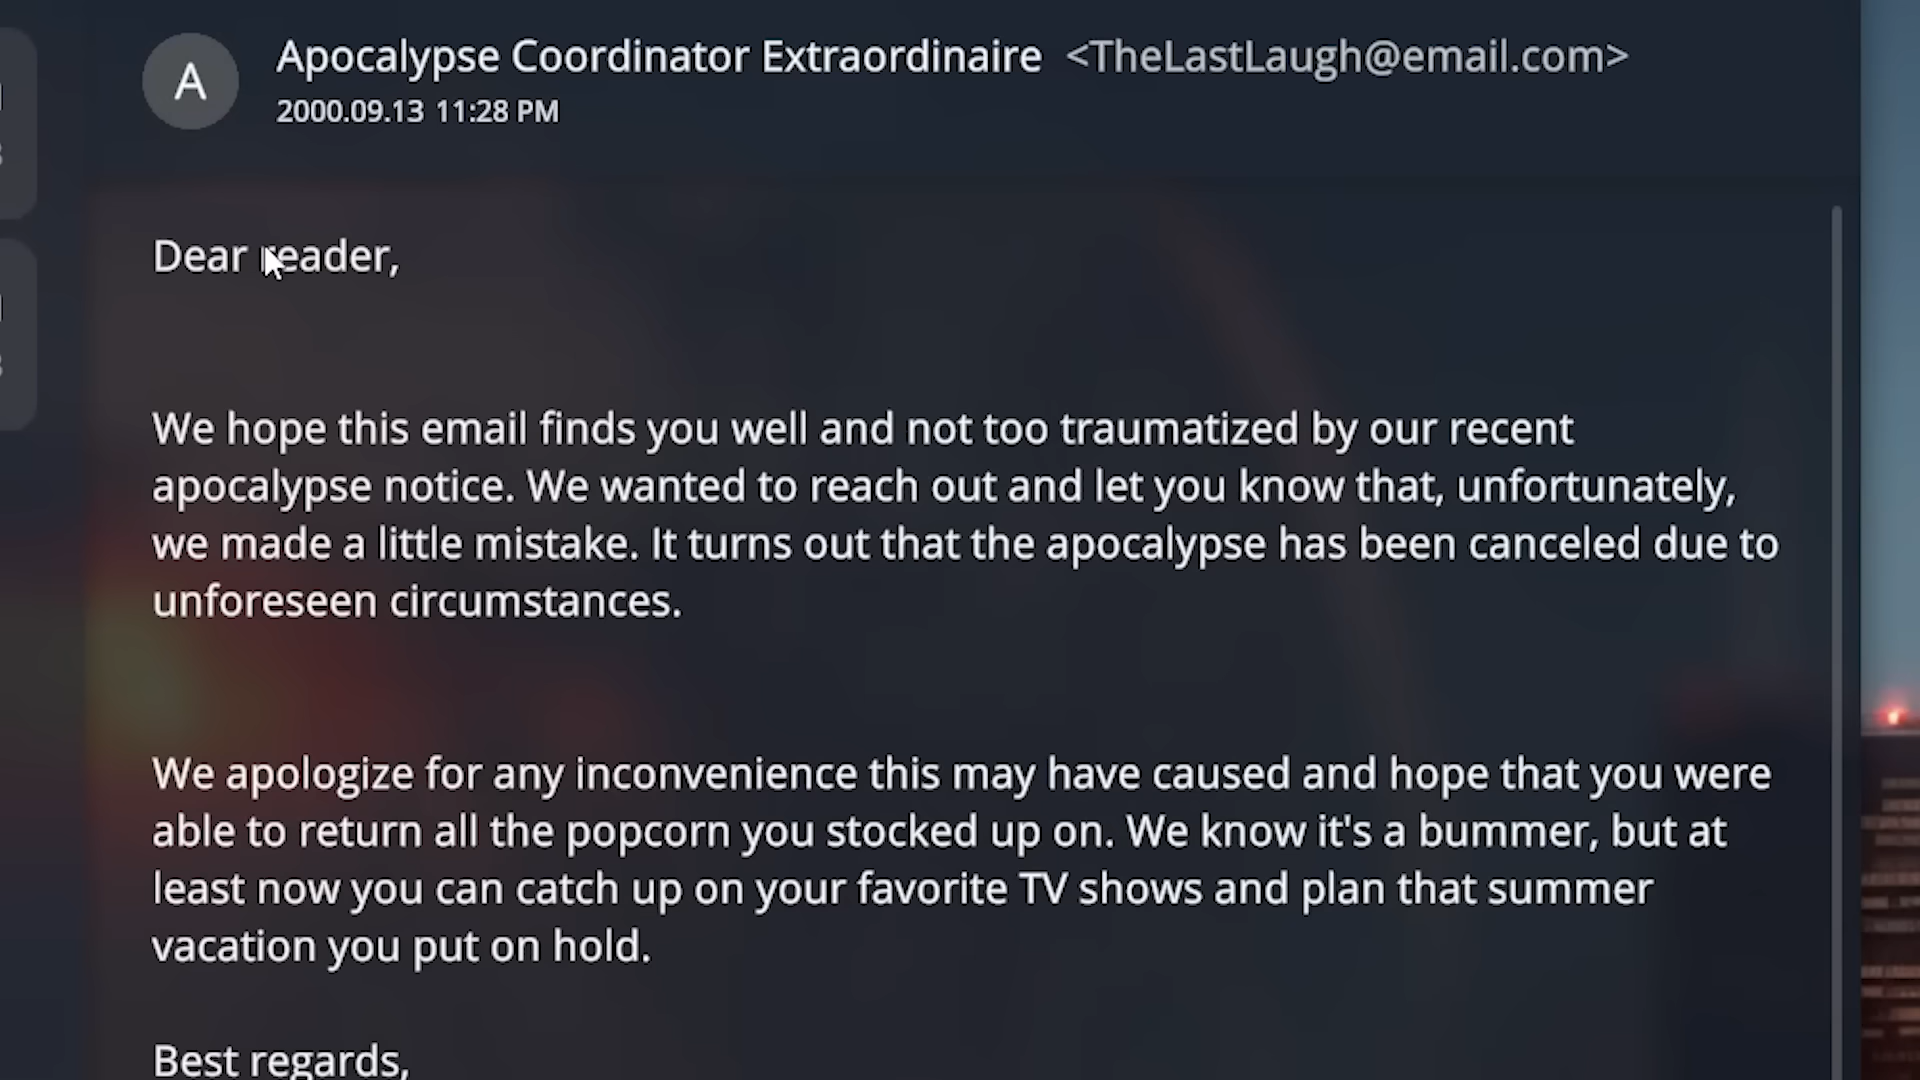 A
Apocalypse Coordinator Extraordinaire <TheLastLaugh@email.com>
2000.09.13 11:28 PM
Dear reader,
We hope this email finds you well and not too traumatized by our recent
apocalypse notice. We wanted to reach out and let you know that, unfortunately,
we made a little mistake. It turns out that the apocalypse has been canceled due to
unforeseen circumstances.
We apologize for any inconvenience this may have caused and hope that you were
able to return all the popcorn you stocked up on. We know it's a bummer, but at
least now you can catch up on your favorite TV shows and plan that summer
vacation you put on hold.
Best regards,